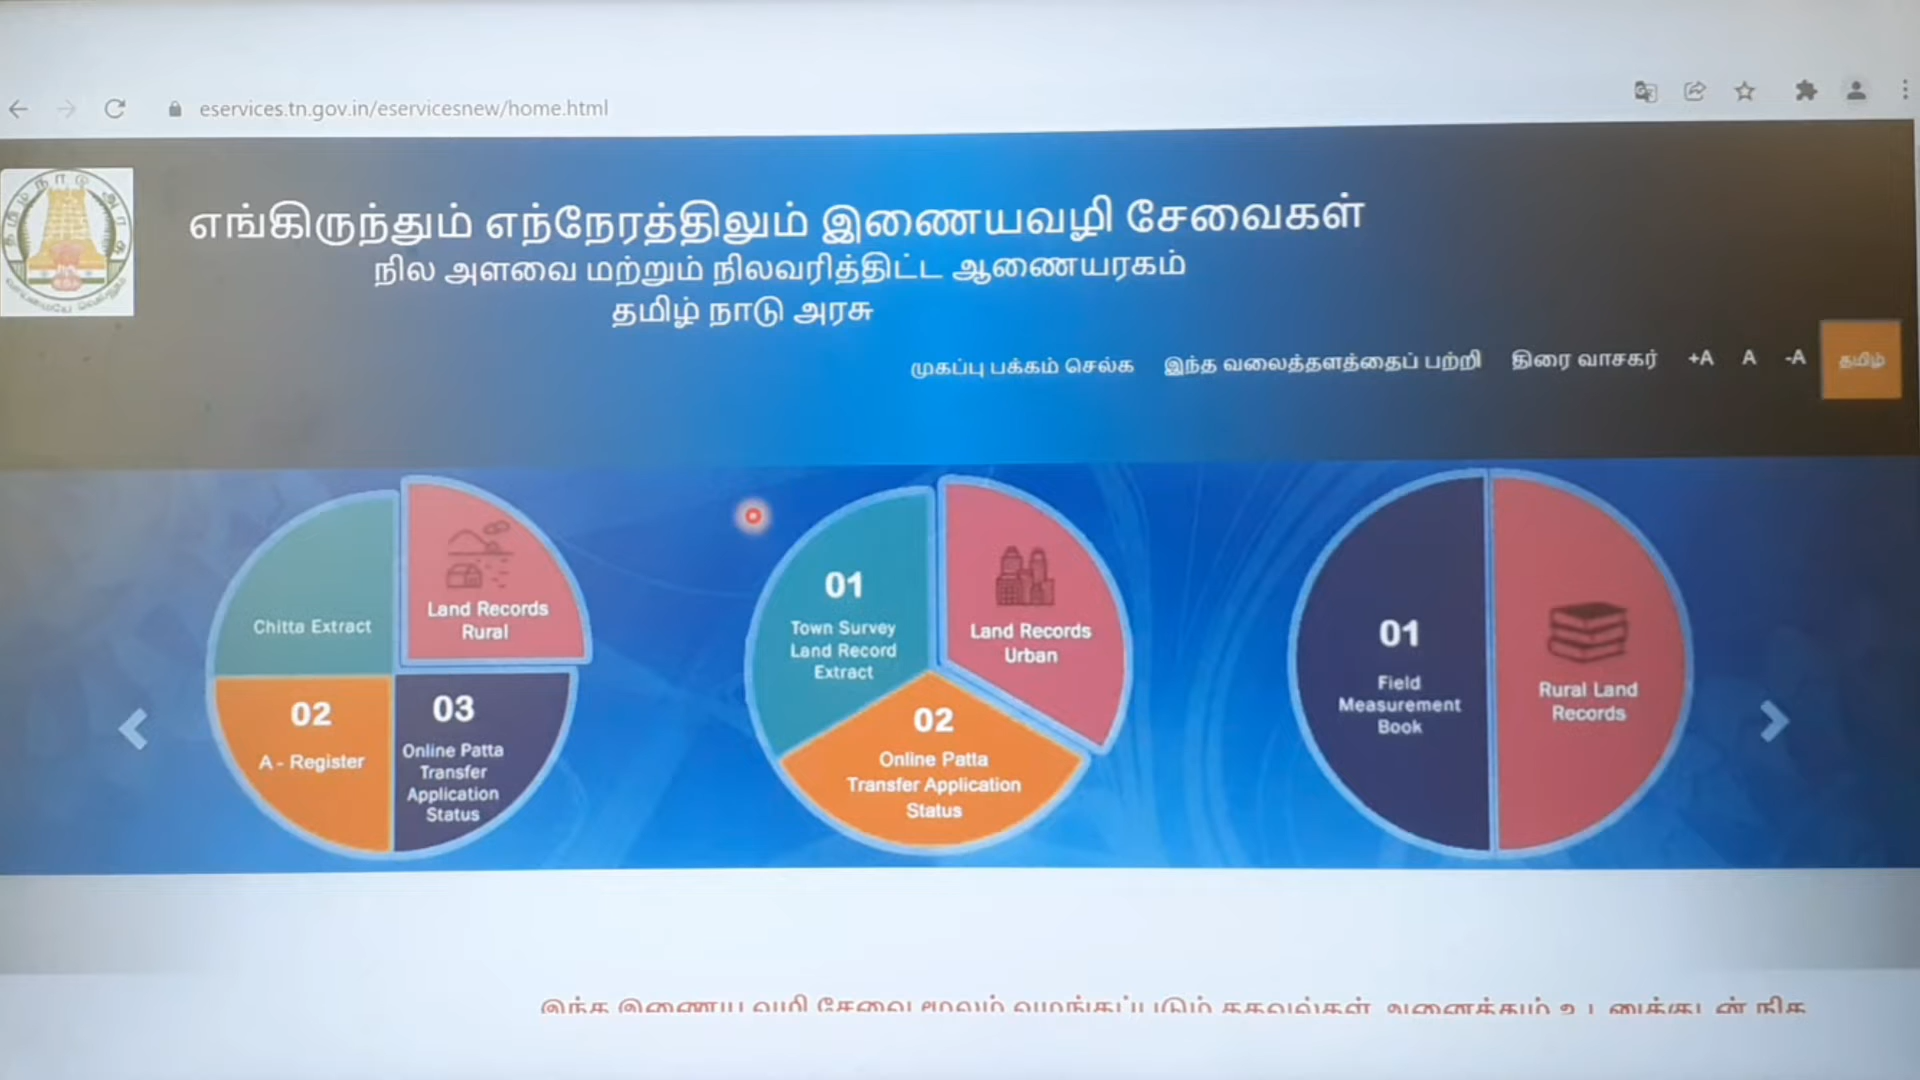 eservices.tn.gov.in/eservicesnew/home.html
எங்கிருந்தும் எந்நேரத்திலும் இணையவழி சேவைகள்
நில அளவை மற்றும் நிலவரித்திட்ட ஆணையரகம்
தமிழ் நாடு அரசு
முகப்பு பக்கம் செல்க இந்த வலைத்தளத்தைப் பற்றி திரை வாசகர் +A A -A தமிழ்
Chitta Extract
Land Records
Rural
02
A - Register
03
Online Patta
Transfer
Application
Status
01
Town Survey
Land Record
Extract
Land Records
Urban
02
Online Patta
Transfer Application
Status
01
Field
Measurement
Book
Rural Land
Records